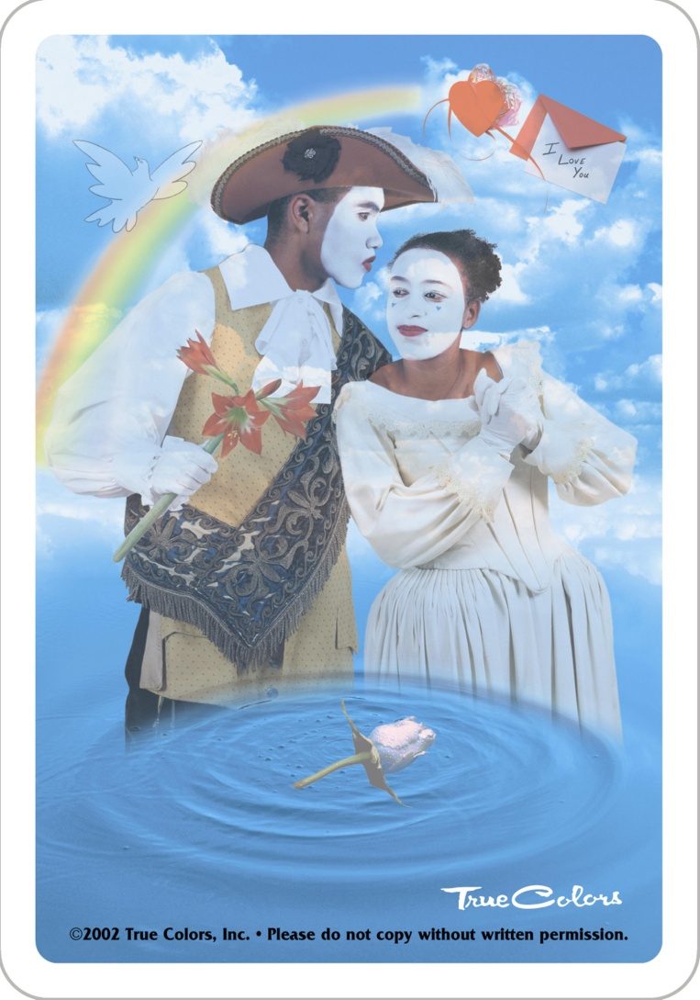 I
Love
You
True Colors
©2002 True Colors, Inc. • Please do not copy without written permission.